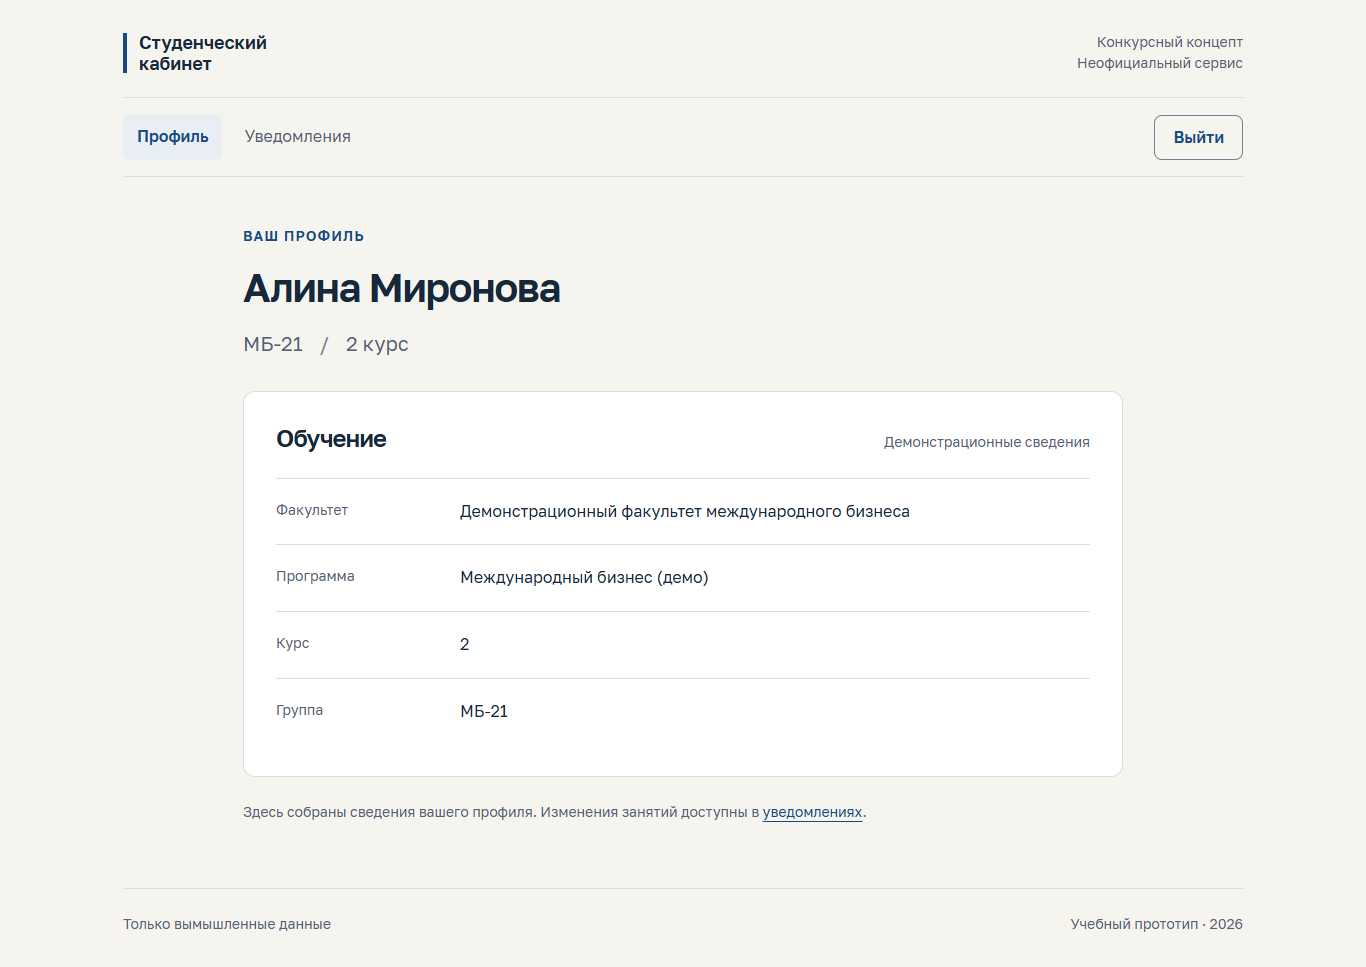 Студенческий
кабинет
Конкурсный концепт
Неофициальный сервис
Профиль
Уведомления
Выйти
ВАШ ПРОФИЛЬ
Алина Миронова
МБ-21 / 2 курс
Обучение
Демонстрационные сведения
Факультет
Демонстрационный факультет международного бизнеса
Программа
Международный бизнес (демо)
Курс
2
Группа
МБ-21
Здесь собраны сведения вашего профиля. Изменения занятий доступны в уведомлениях.
Только вымышленные данные
Учебный прототип · 2026